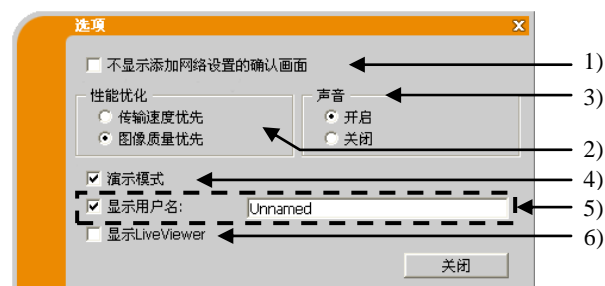 选项 X
不显示添加网络设置的确认画面 1)
性能优化 声音 3)
传输速度优先 开启
图像质量优先 关闭 2)
演示模式 4)
显示用户名: Unnamed 5)
显示LiveViewer 6)
关闭